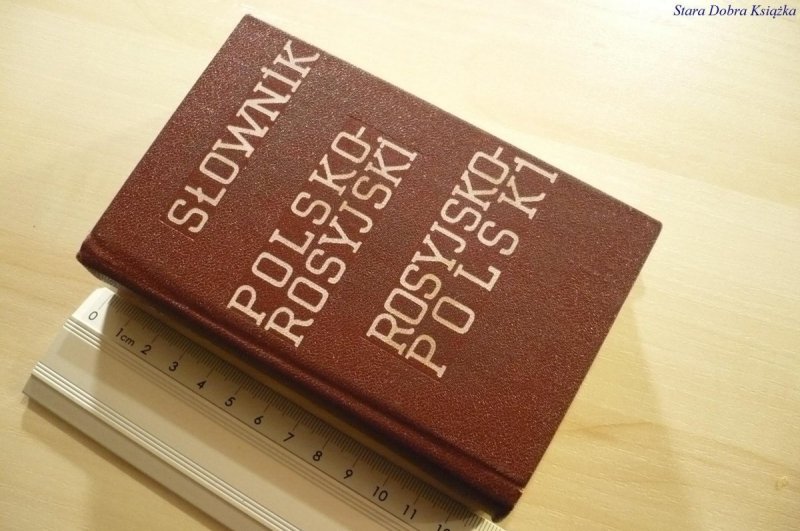 Stara Dobra Książka
SŁOWNIK
POLSKO-
ROSYJSKI
ROSYJSKO-
POLSKI
0 1cm 2 3 4 5 6 7 8 9 10 11